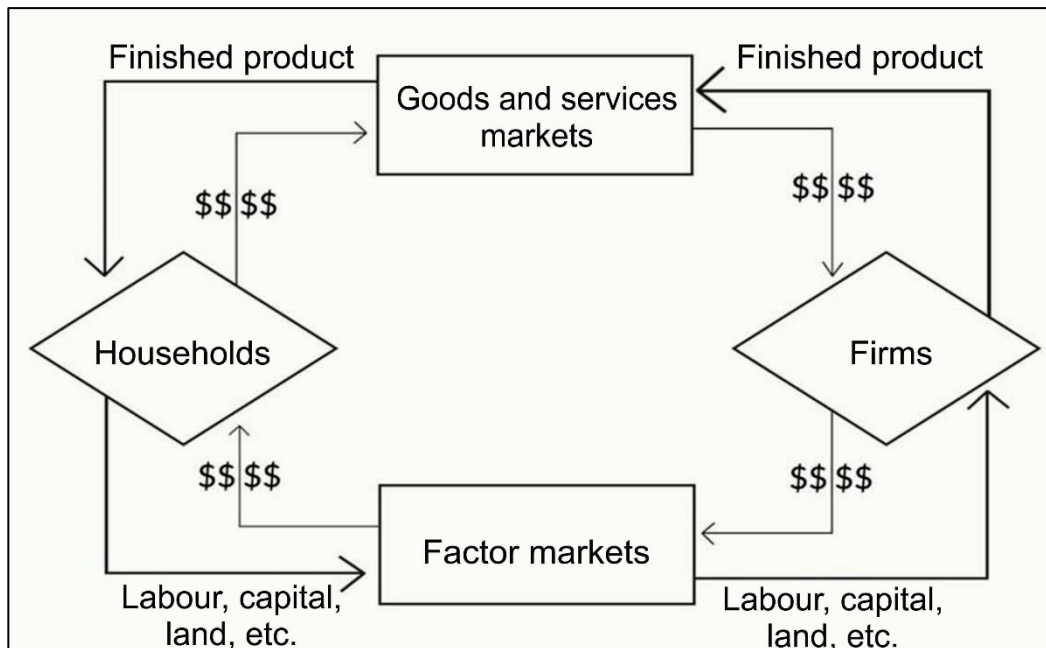 Finished product
Finished product
Goods and services
markets
$$ $$
$$ $$
Households
Firms
$$ $$
$$ $$
Factor markets
Labour, capital,
land, etc.
Labour, capital,
land, etc.